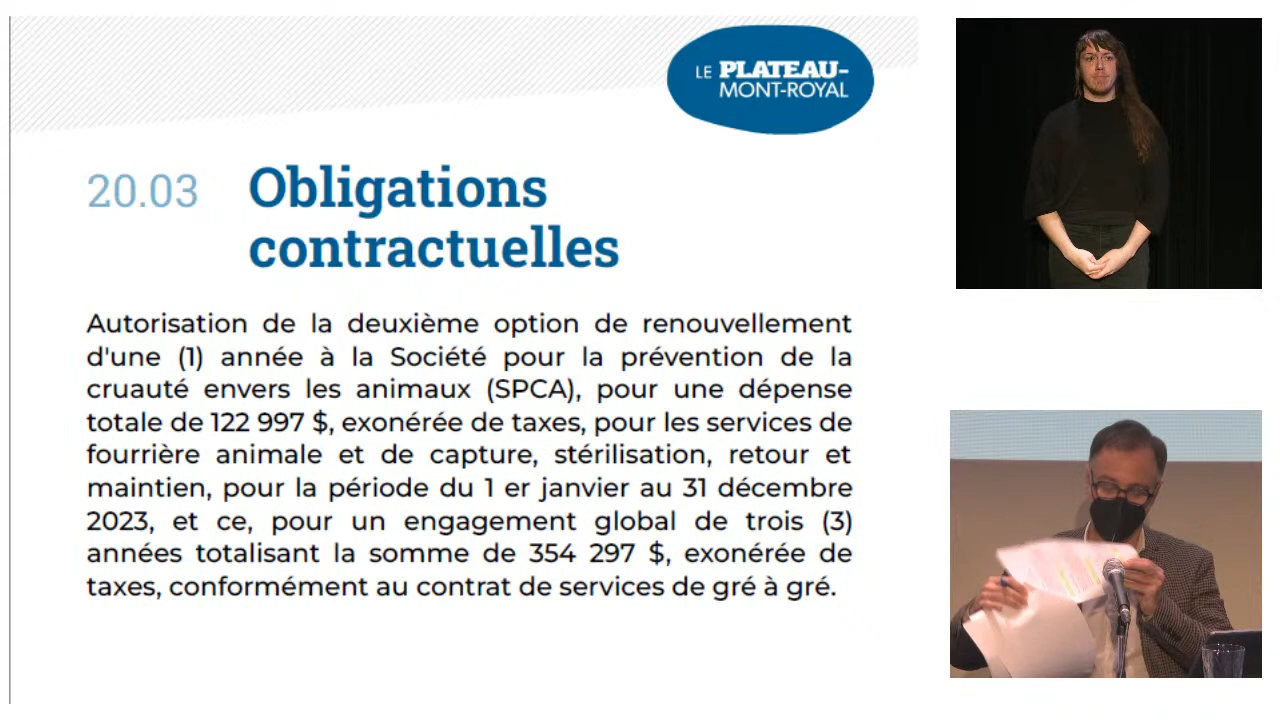 LE PLATEAU-
MONT-ROYAL
20.03 Obligations
contractuelles
Autorisation de la deuxième option de renouvellement
d'une (1) année à la Société pour la prévention de la
cruauté envers les animaux (SPCA), pour une dépense
totale de 122 997 $, exonérée de taxes, pour les services de
fourrière animale et de capture, stérilisation, retour et
maintien, pour la période du 1 er janvier au 31 décembre
2023, et ce, pour un engagement global de trois (3)
années totalisant la somme de 354 297 $, exonérée de
taxes, conformément au contrat de services de gré à gré.